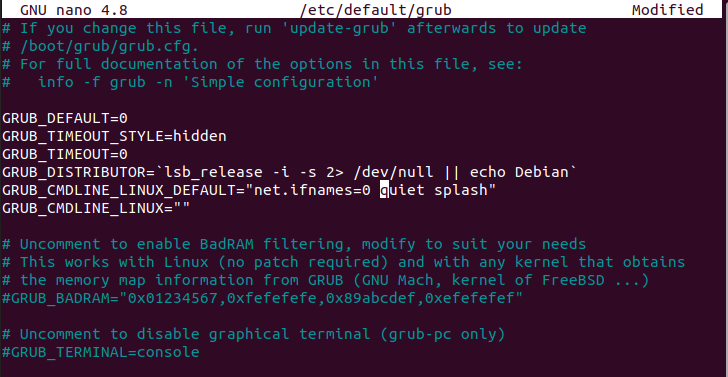 GNU nano 4.8 /etc/default/grub Modified
# If you change this file, run 'update-grub' afterwards to update
# /boot/grub/grub.cfg.
# For full documentation of the options in this file, see:
#   info -f grub -n 'Simple configuration'
GRUB_DEFAULT=0
GRUB_TIMEOUT_STYLE=hidden
GRUB_TIMEOUT=0
GRUB_DISTRIBUTOR=`lsb_release -i -s 2> /dev/null || echo Debian`
GRUB_CMDLINE_LINUX_DEFAULT="net.ifnames=0 quiet splash"
GRUB_CMDLINE_LINUX=""
# Uncomment to enable BadRAM filtering, modify to suit your needs
# This works with Linux (no patch required) and with any kernel that obtains
# the memory map information from GRUB (GNU Mach, kernel of FreeBSD ...)
#GRUB_BADRAM="0x01234567,0xfefefefe,0x89abcdef,0xefefefef"
# Uncomment to disable graphical terminal (grub-pc only)
#GRUB_TERMINAL=console